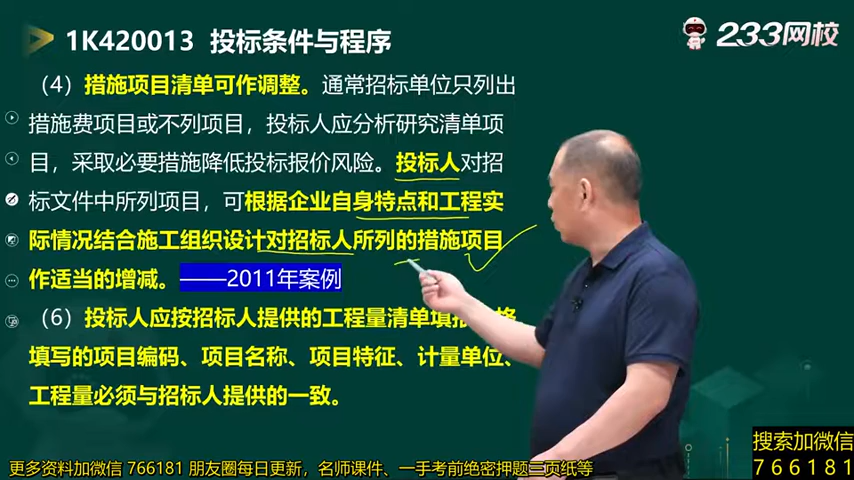 1K420013 投标条件与程序
233网校
（4）措施项目清单可作调整。通常招标单位只列出
措施费项目或不列项目，投标人应分析研究清单项
目，采取必要措施降低投标报价风险。投标人对招
标文件中所列项目，可根据企业自身特点和工程实
际情况结合施工组织设计对招标人所列的措施项目
作适当的增减。——2011年案例
（6）投标人应按招标人提供的工程量清单填报
填写的项目编码、项目名称、项目特征、计量单位、
工程量必须与招标人提供的一致。
搜索加微信
766181
更多资料加微信 766181 朋友圈每日更新，名师课件、一手考前绝密押题三页纸等